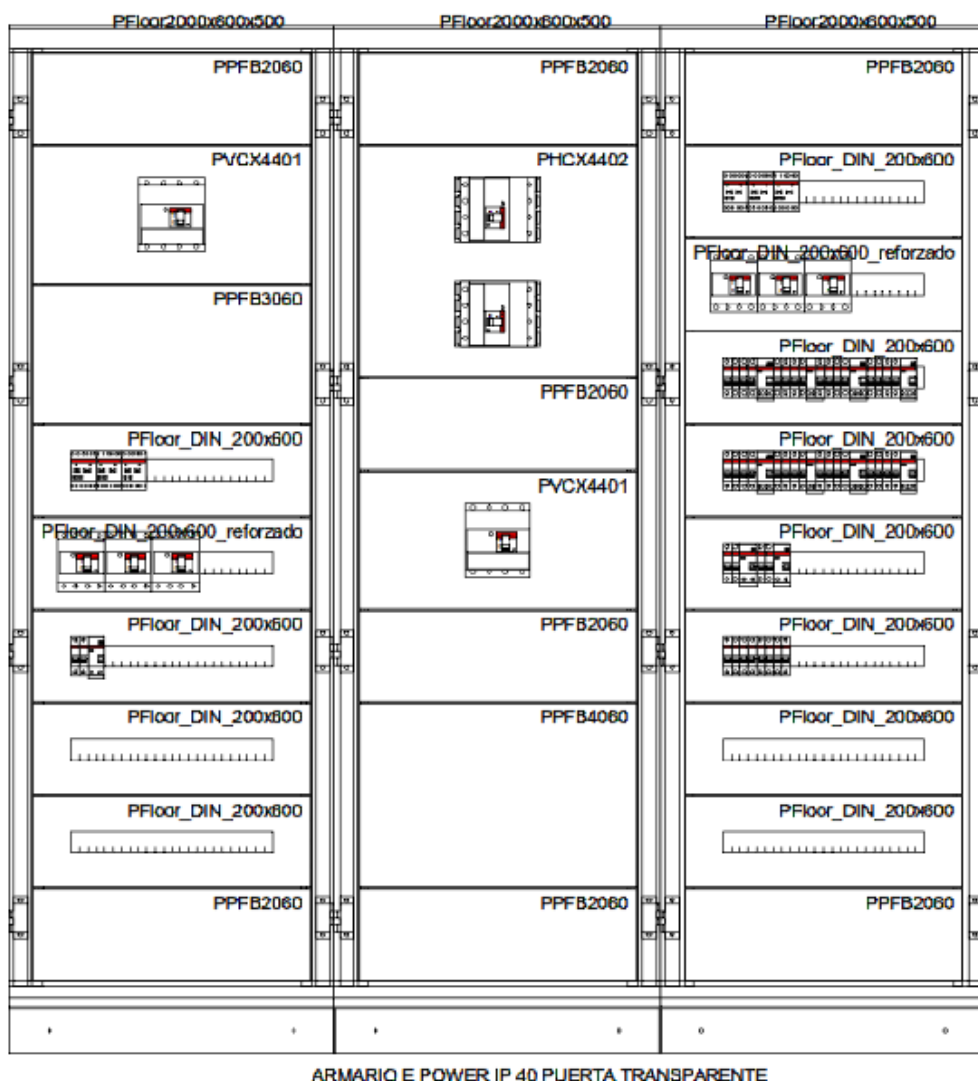 PFloor2000x600x500
PPFB2060
PVCX4401
PPFB3060
PFloor_DIN_200x600
PFloor_DIN_200x600_reforzado
PFloor_DIN_200x600
PFloor_DIN_200x600
PFloor_DIN_200x600
PPFB2060
PFloor2000x600x500
PPFB2060
PHCX4402
PPFB2060
PVCX4401
PPFB2060
PPFB4060
PPFB2060
PFloor2000x600x500
PPFB2060
PFloor_DIN_200x600
PFloor_DIN_200x600_reforzado
PFloor_DIN_200x600
PFloor_DIN_200x600
PFloor_DIN_200x600
PFloor_DIN_200x600
PFloor_DIN_200x600
PFloor_DIN_200x600
PPFB2060
ARMARIO E POWER IP 40 PUERTA TRANSPARENTE